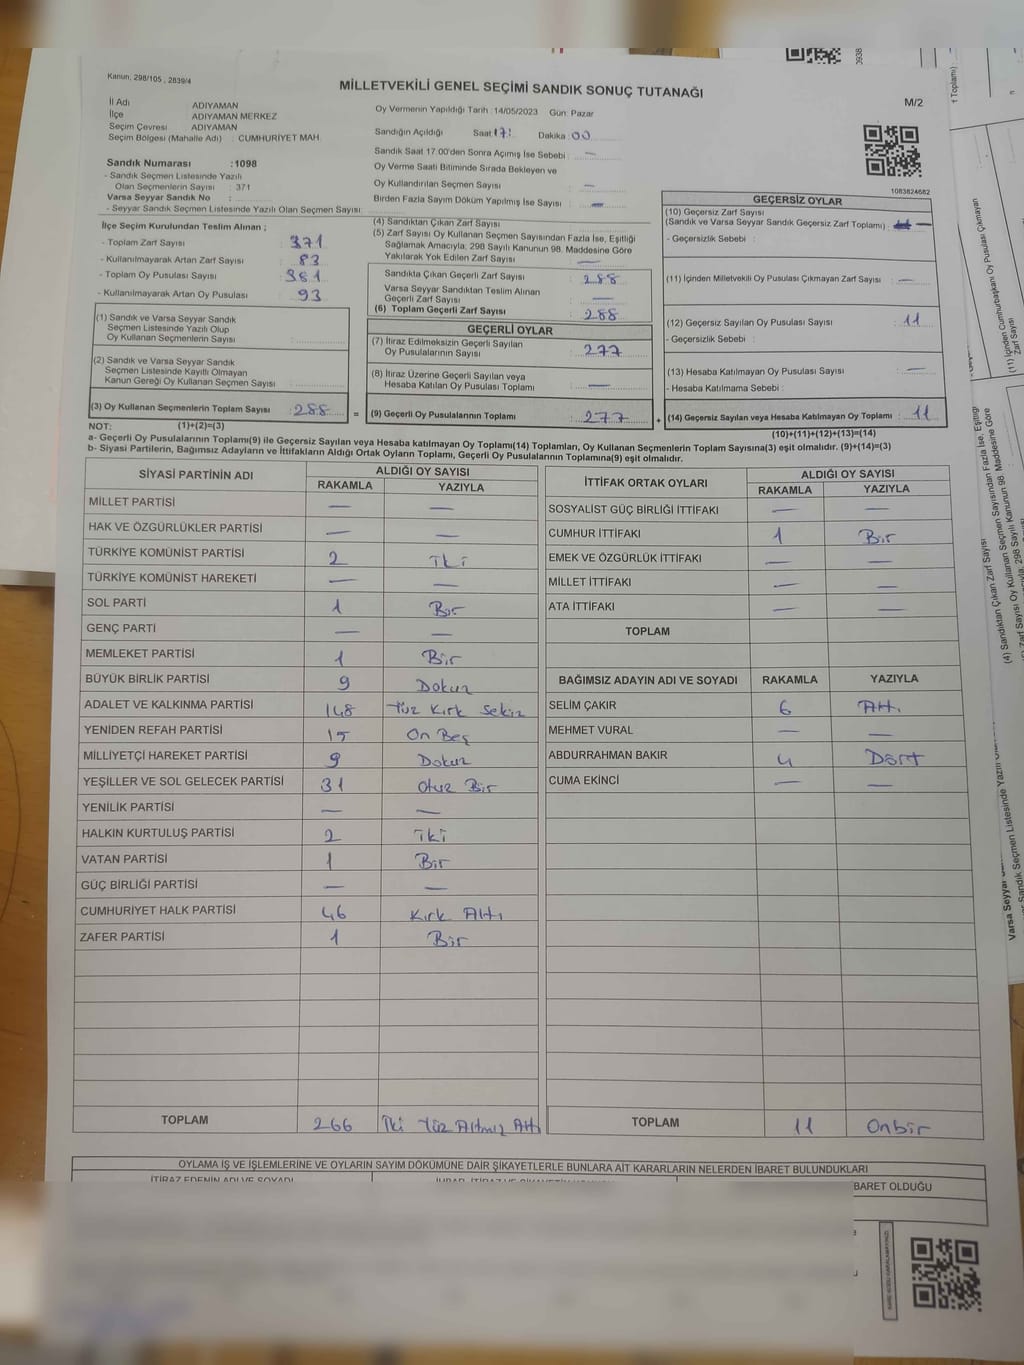 Kanun, 298/105 , 2839/4
MİLLETVEKİLİ GENEL SEÇİMİ SANDIK SONUÇ TUTANAĞI
M/2
İl Adı ADIYAMAN
İlçe ADIYAMAN MERKEZ
Seçim Çevresi ADIYAMAN
Seçim Bölgesi (Mahalle Adı) : CUMHURİYET MAH.
Sandık Numarası :1098
- Sandık Seçmen Listesinde Yazılı
Olan Seçmenlerin Sayısı : 371
Varsa Seyyar Sandık No :
- Seyyar Sandık Seçmen Listesinde Yazılı Olan Seçmen Sayısı:
İlçe Seçim Kurulundan Teslim Alınan ;
- Toplam Zarf Sayısı : 371
- Kullanılmayarak Artan Zarf Sayısı : 83
- Toplam Oy Pusulası Sayısı : 381
- Kullanılmayarak Artan Oy Pusulası : 93
(1) Sandık ve Varsa Seyyar Sandık
Seçmen Listesinde Yazılı Olup
Oy Kullanan Seçmenlerin Sayısı :
(2) Sandık ve Varsa Seyyar Sandık
Seçmen Listesinde Kayıtlı Olmayan
Kanun Gereği Oy Kullanan Seçmen Sayısı :
(3) Oy Kullanan Seçmenlerin Toplam Sayısı : 288 =
Oy Vermenin Yapıldığı Tarih :14/05/2023 Gün: Pazar
Sandığın Açıldığı Saat 17: Dakika :00
Sandık Saat 17:00'den Sonra Açımış İse Sebebi : —
Oy Verme Saati Bitiminde Sırada Bekleyen ve
Oy Kullandırılan Seçmen Sayısı : —
Birden Fazla Sayım Döküm Yapılmış İse Sayısı : —
(4) Sandıktan Çıkan Zarf Sayısı
(5) Zarf Sayısı Oy Kullanan Seçmen Sayısından Fazla İse, Eşitliği
Sağlamak Amacıyla; 298 Sayılı Kanunun 98. Maddesine Göre
Yakılarak Yok Edilen Zarf Sayısı : —
Sandıkta Çıkan Geçerli Zarf Sayısı : 288
Varsa Seyyar Sandıktan Teslim Alınan
Geçerli Zarf Sayısı : —
(6) Toplam Geçerli Zarf Sayısı : 288
GEÇERLİ OYLAR
(7) İtiraz Edilmeksizin Geçerli Sayılan
Oy Pusulalarının Sayısı : 277
(8) İtiraz Üzerine Geçerli Sayılan veya
Hesaba Katılan Oy Pusulası Toplamı : —
(9) Geçerli Oy Pusulalarının Toplamı : 277 +
1083824682
GEÇERSİZ OYLAR
(10) Geçersiz Zarf Sayısı
(Sandık ve Varsa Seyyar Sandık Geçersiz Zarf Toplamı) : —
- Geçersizlik Sebebi :
(11) İçinden Milletvekili Oy Pusulası Çıkmayan Zarf Sayısı : —
(12) Geçersiz Sayılan Oy Pusulası Sayısı : 11
- Geçersizlik Sebebi :
(13) Hesaba Katılmayan Oy Pusulası Sayısı : —
- Hesaba Katılmama Sebebi :
(14) Geçersiz Sayılan veya Hesaba Katılmayan Oy Toplamı : 11
NOT: (1)+(2)=(3) (10)+(11)+(12)+(13)=(14)
a- Geçerli Oy Pusulalarının Toplamı(9) ile Geçersiz Sayılan veya Hesaba katılmayan Oy Toplamı(14) Toplamları, Oy Kullanan Seçmenlerin Toplam Sayısına(3) eşit olmalıdır. (9)+(14)=(3)
b- Siyasi Partilerin, Bağımsız Adayların ve İttifakların Aldığı Ortak Oyların Toplamı, Geçerli Oy Pusulalarının Toplamına(9) eşit olmalıdır.
SİYASİ PARTİNİN ADI ALDIĞI OY SAYISI
RAKAMLA YAZIYLA
MİLLET PARTİSİ — —
HAK VE ÖZGÜRLÜKLER PARTİSİ — —
TÜRKİYE KOMÜNİST PARTİSİ 2 İki
TÜRKİYE KOMÜNİST HAREKETİ — —
SOL PARTİ 1 Bir
GENÇ PARTİ — —
MEMLEKET PARTİSİ 1 Bir
BÜYÜK BİRLİK PARTİSİ 9 Dokuz
ADALET VE KALKINMA PARTİSİ 148 Yüz Kırk Sekiz
YENİDEN REFAH PARTİSİ 15 On Beş
MİLLİYETÇİ HAREKET PARTİSİ 9 Dokuz
YEŞİLLER VE SOL GELECEK PARTİSİ 31 Otuz Bir
YENİLİK PARTİSİ — —
HALKIN KURTULUŞ PARTİSİ 2 iki
VATAN PARTİSİ 1 Bir
GÜÇ BİRLİĞİ PARTİSİ — —
CUMHURİYET HALK PARTİSİ 46 Kırk Altı
ZAFER PARTİSİ 1 Bir
TOPLAM 266 İki Yüz Altmış Altı
İTTİFAK ORTAK OYLARI ALDIĞI OY SAYISI
RAKAMLA YAZIYLA
SOSYALİST GÜÇ BİRLİĞİ İTTİFAKI — —
CUMHUR İTTİFAKI 1 Bir
EMEK VE ÖZGÜRLÜK İTTİFAKI — —
MİLLET İTTİFAKI — —
ATA İTTİFAKI — —
TOPLAM
BAĞIMSIZ ADAYIN ADI VE SOYADI RAKAMLA YAZIYLA
SELİM ÇAKIR 6 Altı
MEHMET VURAL — —
ABDURRAHMAN BAKIR 4 Dört
CUMA EKİNCİ — —
TOPLAM 11 Onbir
OYLAMA İŞ VE İŞLEMLERİNE VE OYLARIN SAYIM DÖKÜMÜNE DAİR ŞİKAYETLERLE BUNLARA AİT KARARLARIN NELERDEN İBARET BULUNDUKLARI
İTİRAZ EDENİN ADI VE SOYADI
BARET OLDUĞU